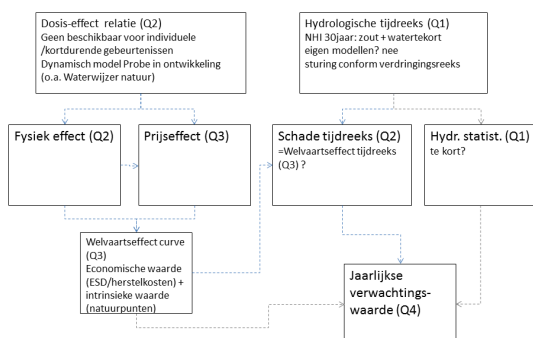 Dosis-effect relatie (Q2)
Geen beschikbaar voor individuele
/kortdurende gebeurtenissen
Dynamisch model Probe in ontwikkeling
(o.a. Waterwijzer natuur)
Hydrologische tijdreeks (Q1)
NHI 30jaar: zout + watertekort
eigen modellen? nee
sturing conform verdringingsreeks
Fysiek effect (Q2)
Prijseffect (Q3)
Schade tijdreeks (Q2)
=Welvaartseffect tijdreeks
(Q3) ?
Hydr. statist. (Q1)
te kort?
Welvaartseffect curve
(Q3)
Economische waarde
(ESD/herstelkosten) +
intrinsieke waarde
(natuurpunten)
Jaarlijkse
verwachtings-
waarde (Q4)